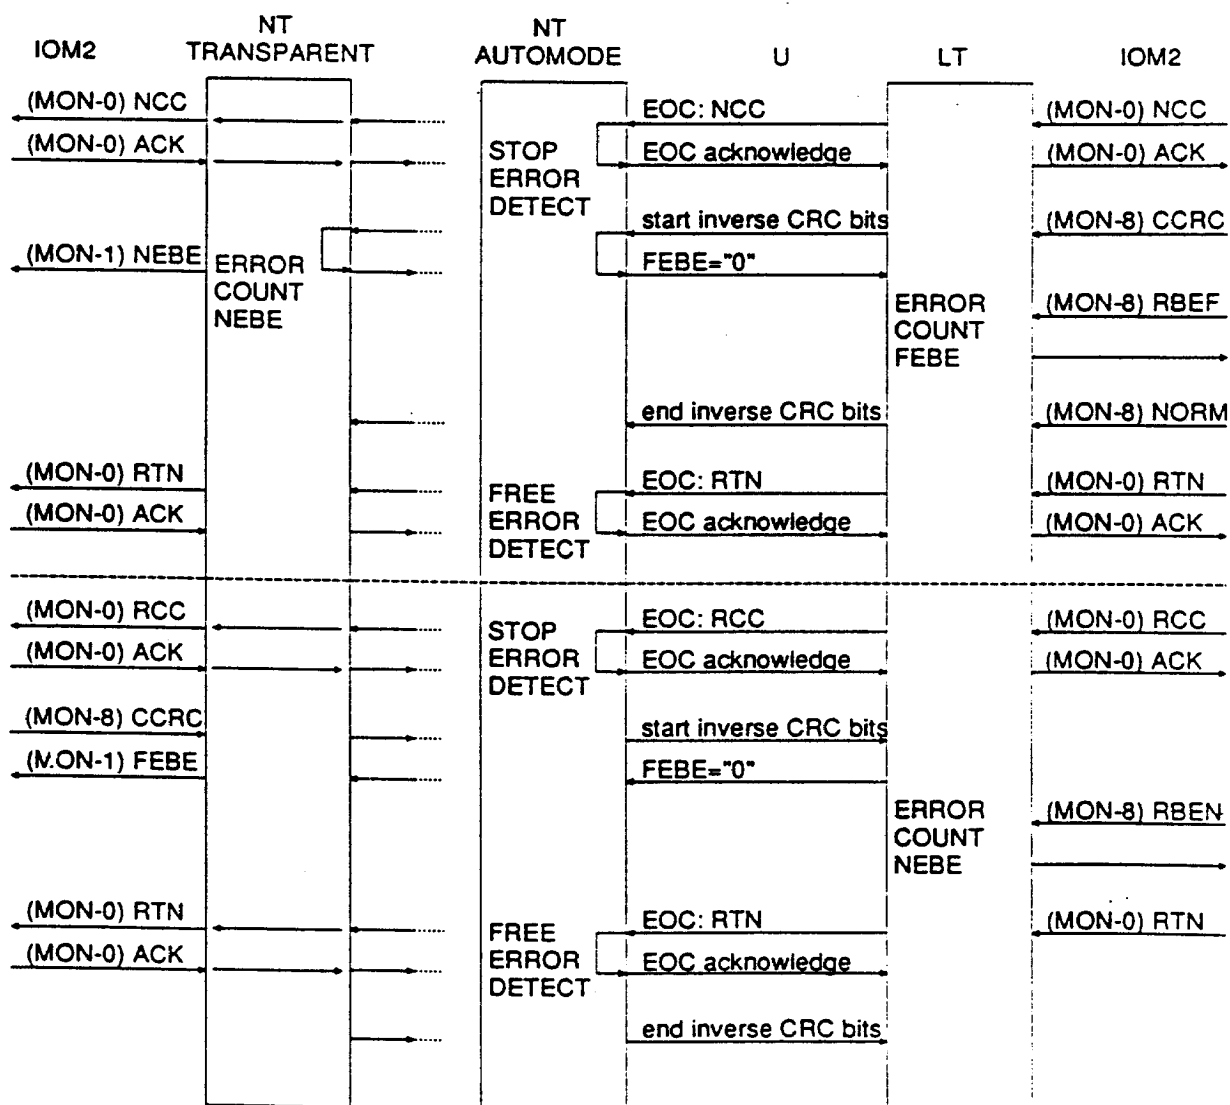 IOM2
NT
TRANSPARENT
NT
AUTOMODE
U
LT
IOM2
(MON-0) NCC
EOC: NCC
(MON-0) NCC
(MON-0) ACK
STOP
ERROR
DETECT
EOC acknowledge
(MON-0) ACK
start inverse CRC bits
(MON-8) CCRC
(MON-1) NEBE
ERROR
COUNT
NEBE
FEBE="0"
ERROR
COUNT
FEBE
(MON-8) RBEF
end inverse CRC bits
(MON-8) NORM
(MON-0) RTN
FREE
ERROR
DETECT
EOC: RTN
(MON-0) RTN
(MON-0) ACK
EOC acknowledge
(MON-0) ACK
(MON-0) RCC
STOP
ERROR
DETECT
EOC: RCC
(MON-0) RCC
(MON-0) ACK
EOC acknowledge
(MON-0) ACK
(MON-8) CCRC
start inverse CRC bits
(MON-1) FEBE
FEBE="0"
ERROR
COUNT
NEBE
(MON-8) RBEN
(MON-0) RTN
FREE
ERROR
DETECT
EOC: RTN
(MON-0) RTN
(MON-0) ACK
EOC acknowledge
end inverse CRC bits